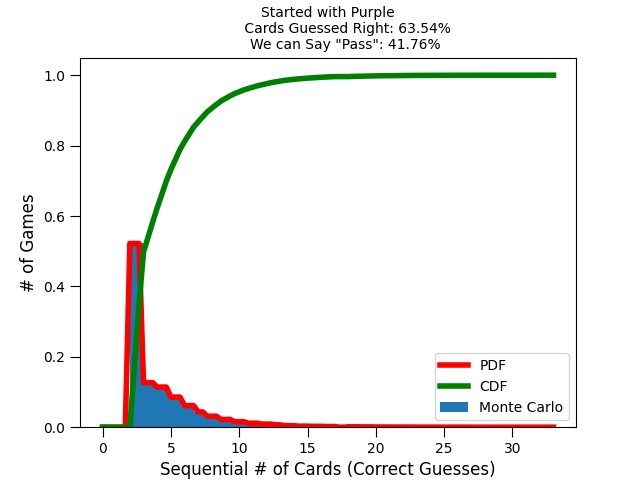 Started with Purple
Cards Guessed Right: 63.54%
We can Say "Pass": 41.76%
1.0
0.8
0.6
0.4
0.2
0.0
# of Games
PDF
CDF
Monte Carlo
0 5 10 15 20 25 30
Sequential # of Cards (Correct Guesses)